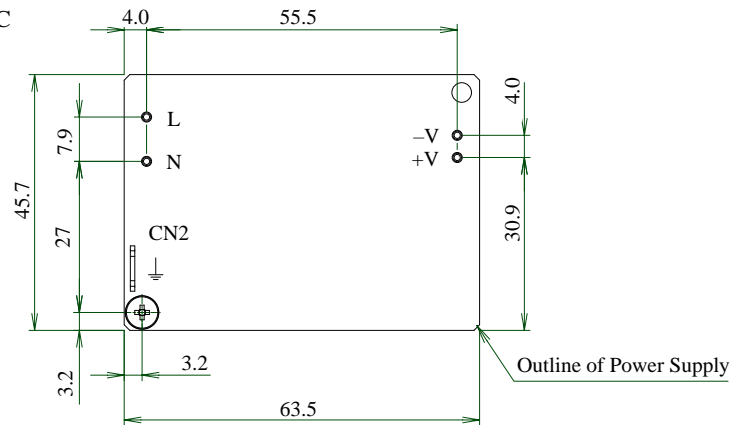 C
4.0
55.5
L
7.9
–V
4.0
N
+V
45.7
27
CN2
30.9
3.2
3.2
Outline of Power Supply
63.5